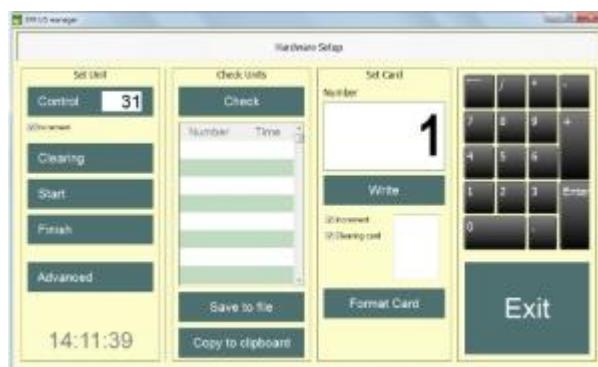 manager
Hardware Setup
Set Unit
Control 31
Increment
Clearing
Start
Finish
Advanced
14:11:39
Check Units
Check
Number Time
Save to file
Copy to clipboard
Set Card
Number
1
Write
Increment
Clearing card
Format Card
/ * -
7 8 9 +
4 5 6
1 2 3 Enter
0 .
Exit